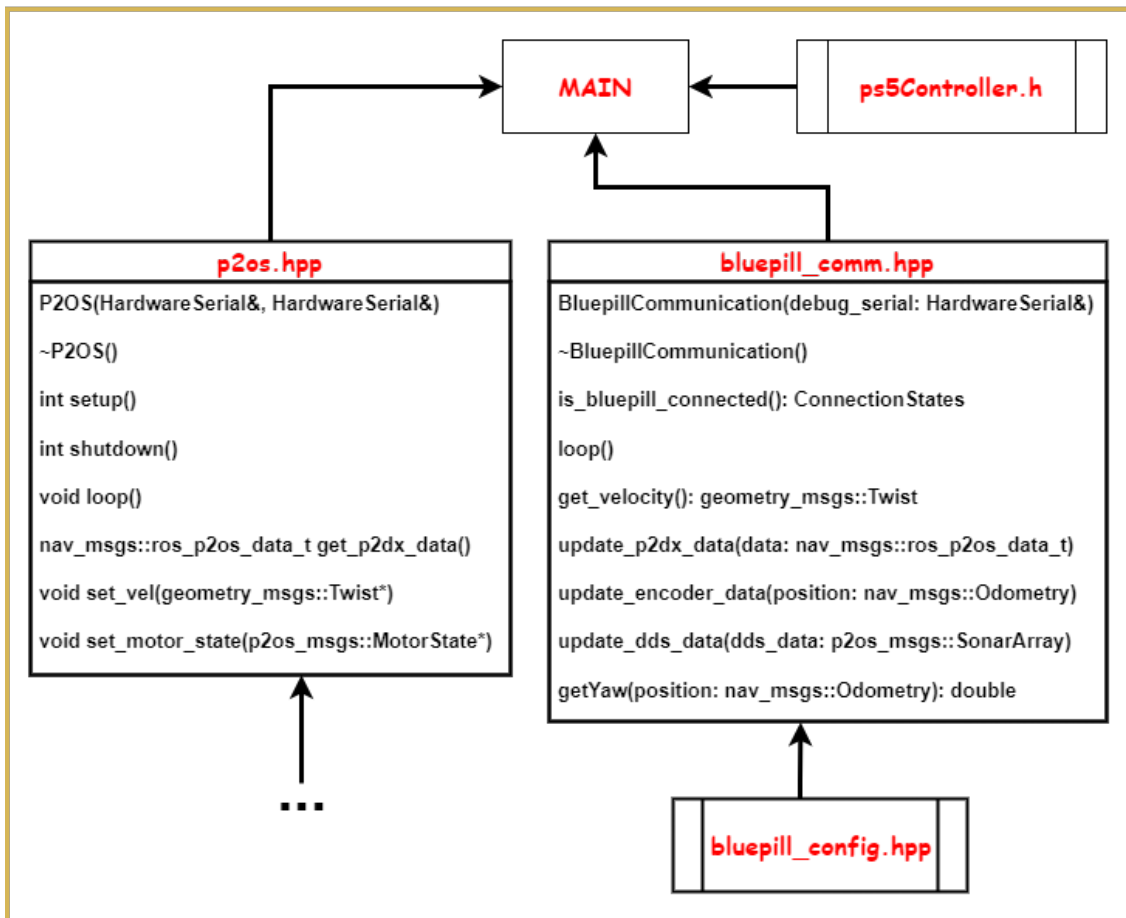 MAIN
ps5Controller.h
p2os.hpp
P2OS(HardwareSerial&, HardwareSerial&)
~P2OS()
int setup()
int shutdown()
void loop()
nav_msgs::ros_p2os_data_t get_p2dx_data()
void set_vel(geometry_msgs::Twist*)
void set_motor_state(p2os_msgs::MotorState*)
...
bluepill_comm.hpp
BluepillCommunication(debug_serial: HardwareSerial&)
~BluepillCommunication()
is_bluepill_connected(): ConnectionStates
loop()
get_velocity(): geometry_msgs::Twist
update_p2dx_data(data: nav_msgs::ros_p2os_data_t)
update_encoder_data(position: nav_msgs::Odometry)
update_dds_data(dds_data: p2os_msgs::SonarArray)
getYaw(position: nav_msgs::Odometry): double
bluepill_config.hpp